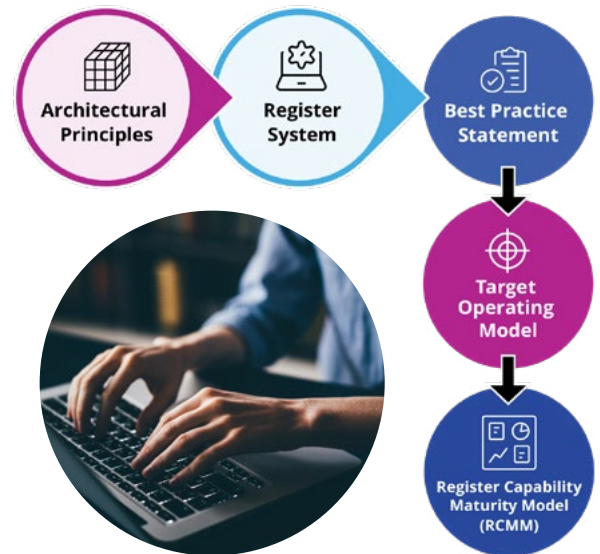 Architectural
Principles
Register
System
Best Practice
Statement
Target
Operating
Model
Register Capability
Maturity Model
(RCMM)